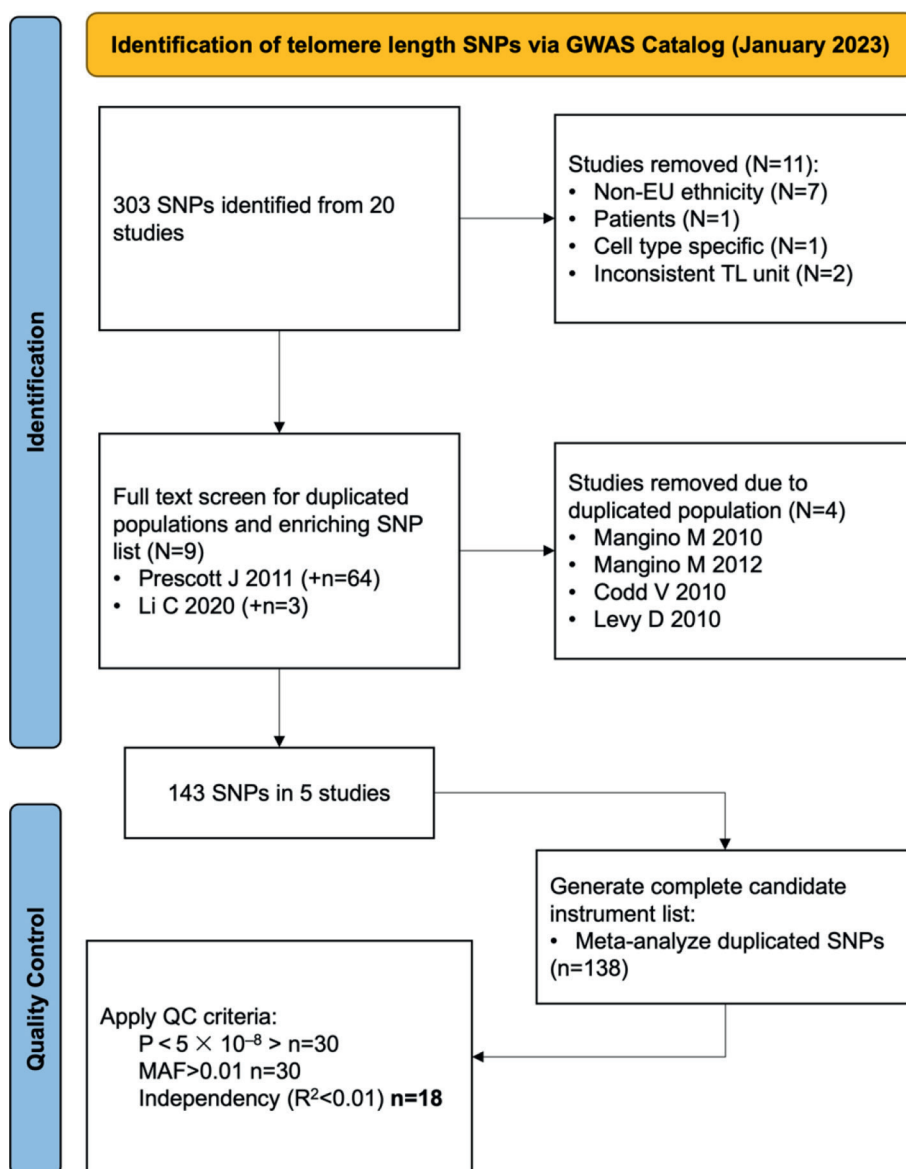 Identification of telomere length SNPs via GWAS Catalog (January 2023)
Identification
303 SNPs identified from 20
studies
Studies removed (N=11):
• Non-EU ethnicity (N=7)
• Patients (N=1)
• Cell type specific (N=1)
• Inconsistent TL unit (N=2)
Full text screen for duplicated
populations and enriching SNP
list (N=9)
• Prescott J 2011 (+n=64)
• Li C 2020 (+n=3)
Studies removed due to
duplicated population (N=4)
• Mangino M 2010
• Mangino M 2012
• Codd V 2010
• Levy D 2010
143 SNPs in 5 studies
Quality Control
Generate complete candidate
instrument list:
• Meta-analyze duplicated SNPs
(n=138)
Apply QC criteria:
P < 5 × 10⁻⁸ > n=30
MAF>0.01 n=30
Independency (R²<0.01) n=18